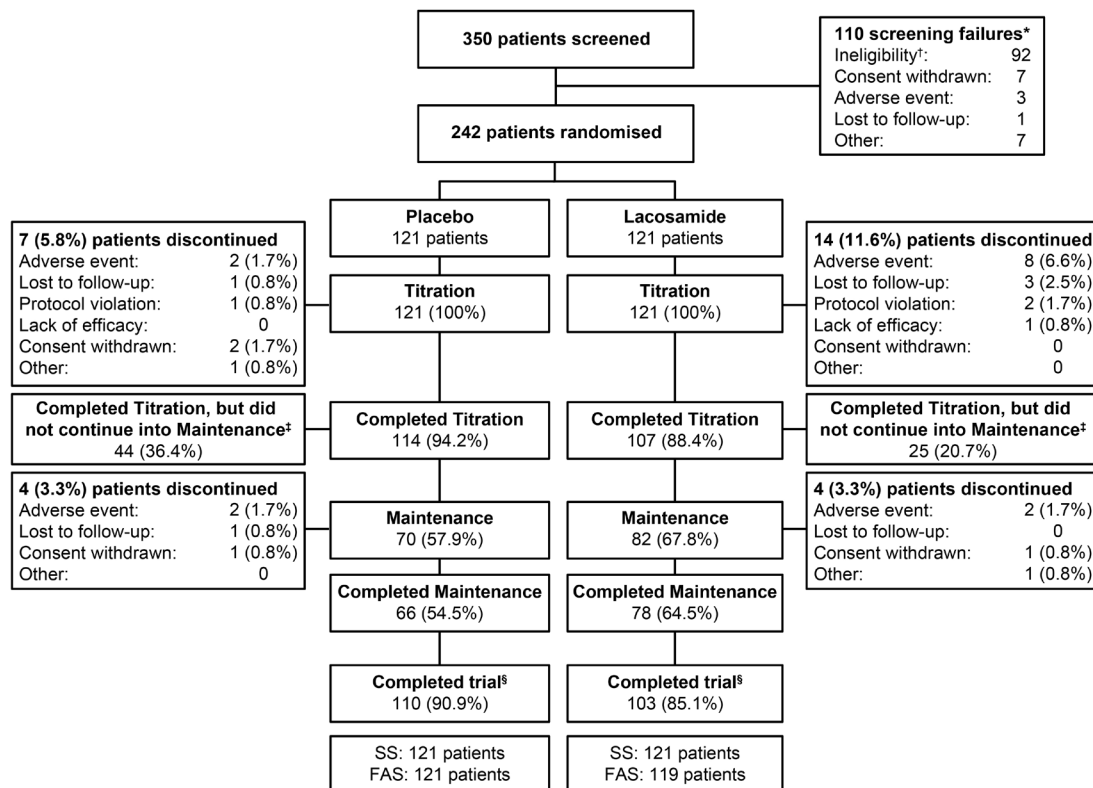 350 patients screened
110 screening failures*
Ineligibility†: 92
Consent withdrawn: 7
Adverse event: 3
Lost to follow-up: 1
Other: 7
242 patients randomised
Placebo
121 patients
Lacosamide
121 patients
7 (5.8%) patients discontinued
Adverse event: 2 (1.7%)
Lost to follow-up: 1 (0.8%)
Protocol violation: 1 (0.8%)
Lack of efficacy: 0
Consent withdrawn: 2 (1.7%)
Other: 1 (0.8%)
Titration
121 (100%)
Titration
121 (100%)
14 (11.6%) patients discontinued
Adverse event: 8 (6.6%)
Lost to follow-up: 3 (2.5%)
Protocol violation: 2 (1.7%)
Lack of efficacy: 1 (0.8%)
Consent withdrawn: 0
Other: 0
Completed Titration, but did
not continue into Maintenance‡
44 (36.4%)
Completed Titration
114 (94.2%)
Completed Titration
107 (88.4%)
Completed Titration, but did
not continue into Maintenance‡
25 (20.7%)
4 (3.3%) patients discontinued
Adverse event: 2 (1.7%)
Lost to follow-up: 1 (0.8%)
Consent withdrawn: 1 (0.8%)
Other: 0
Maintenance
70 (57.9%)
Maintenance
82 (67.8%)
4 (3.3%) patients discontinued
Adverse event: 2 (1.7%)
Lost to follow-up: 0
Consent withdrawn: 1 (0.8%)
Other: 1 (0.8%)
Completed Maintenance
66 (54.5%)
Completed Maintenance
78 (64.5%)
Completed trial§
110 (90.9%)
Completed trial§
103 (85.1%)
SS: 121 patients
FAS: 121 patients
SS: 121 patients
FAS: 119 patients